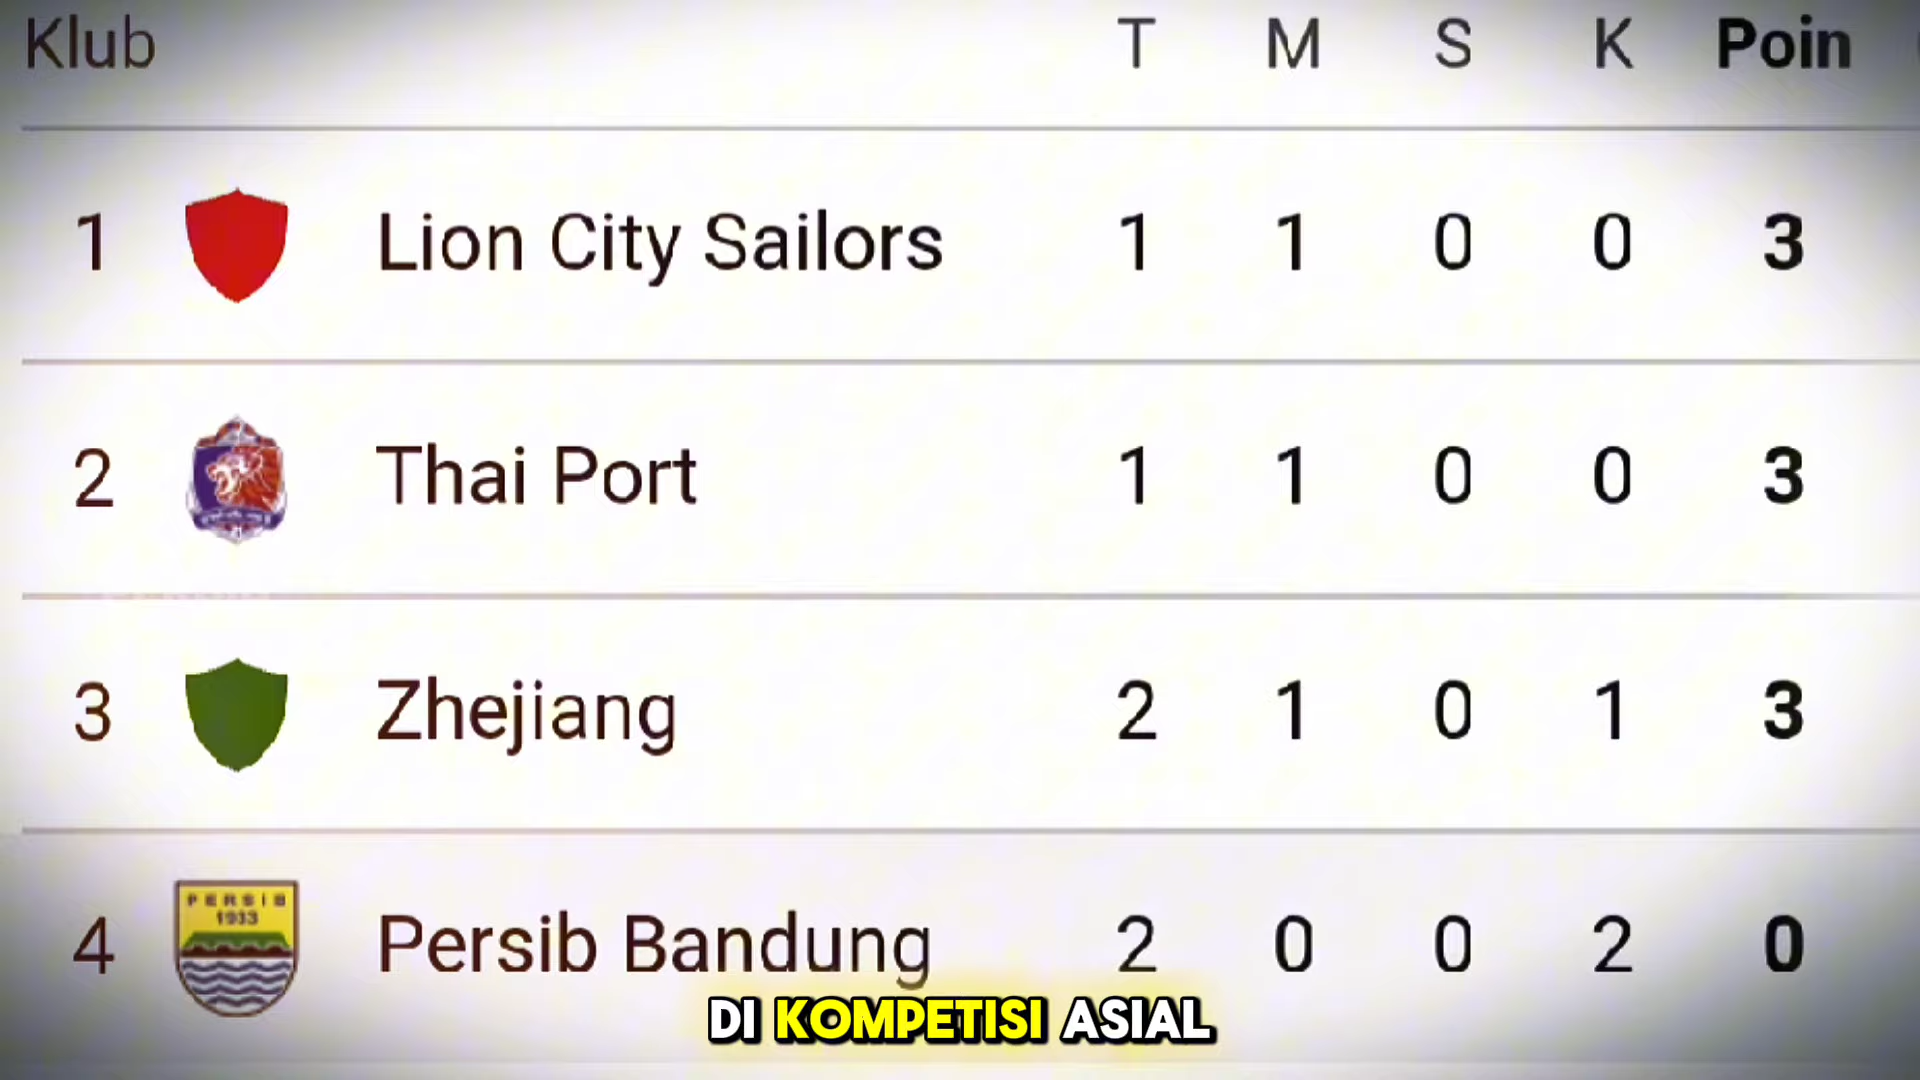 Klub T M S K Poin
1 Lion City Sailors 1 1 0 0 3
2 Thai Port 1 1 0 0 3
3 Zhejiang 2 1 0 1 3
PERSIB
1933
4 Persib Bandung 2 0 0 2 0
DI KOMPETISI ASIAL